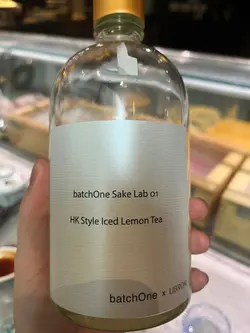 batchOne Sake Lab 01
HK Style Iced Lemon Tea
batchOne x